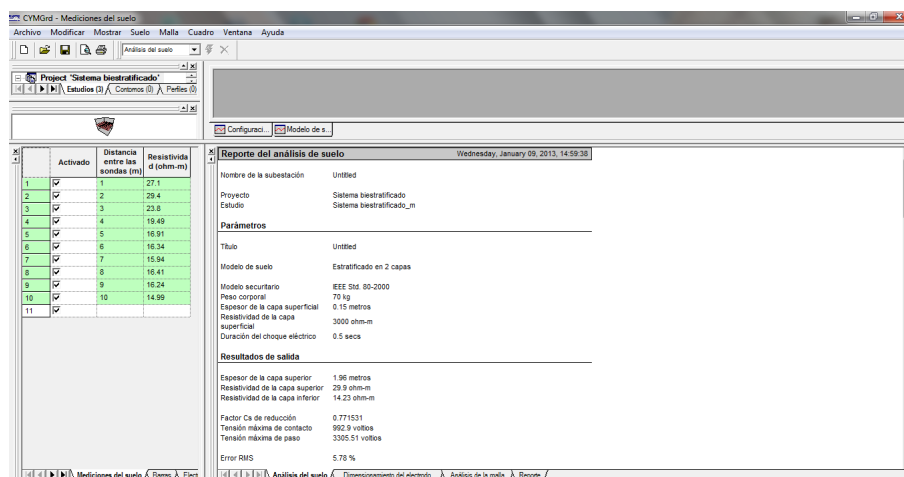 CYMGrd - Mediciones del suelo
Archivo Modificar Mostrar Suelo Malla Cuadro Ventana Ayuda
Análisis del suelo
Project "Sistema biestratificado"
Estudios (3) Contornos (0) Perfiles (0)
Configuraci... Modelo de s...
Activado Distancia entre las sondas (m) Resistividad (ohm-m)
1 1 27.1
2 2 29.4
3 3 23.8
4 4 19.49
5 5 16.91
6 6 16.34
7 7 15.94
8 8 16.41
9 9 16.24
10 10 14.99
11
Mediciones del suelo Barras Elect
Reporte del análisis de suelo Wednesday, January 09, 2013, 14:59:38
Nombre de la subestación Untitled
Proyecto Sistema biestratificado
Estudio Sistema biestratificado_m
Parámetros
Título Untitled
Modelo de suelo Estratificado en 2 capas
Modelo securitario IEEE Std. 80-2000
Peso corporal 70 kg
Espesor de la capa superficial 0.15 metros
Resistividad de la capa
superficial 3000 ohm-m
Duración del choque eléctrico 0.5 secs
Resultados de salida
Espesor de la capa superior 1.96 metros
Resistividad de la capa superior 29.9 ohm-m
Resistividad de la capa inferior 14.23 ohm-m
Factor Cs de reducción 0.771531
Tensión máxima de contacto 992.9 voltios
Tensión máxima de paso 3305.51 voltios
Error RMS 5.78 %
Análisis del suelo Dimensionamiento del electrodo Análisis de la malla Reporte